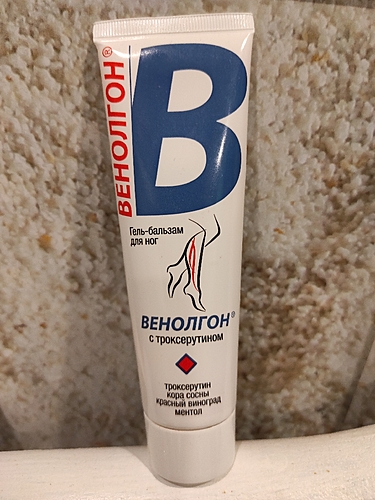 ВЕНОЛГОН®
В
Гель-бальзам
для ног
ВЕНОЛГОН®
с троксерутином
троксерутин
кора сосны
красный виноград
ментол